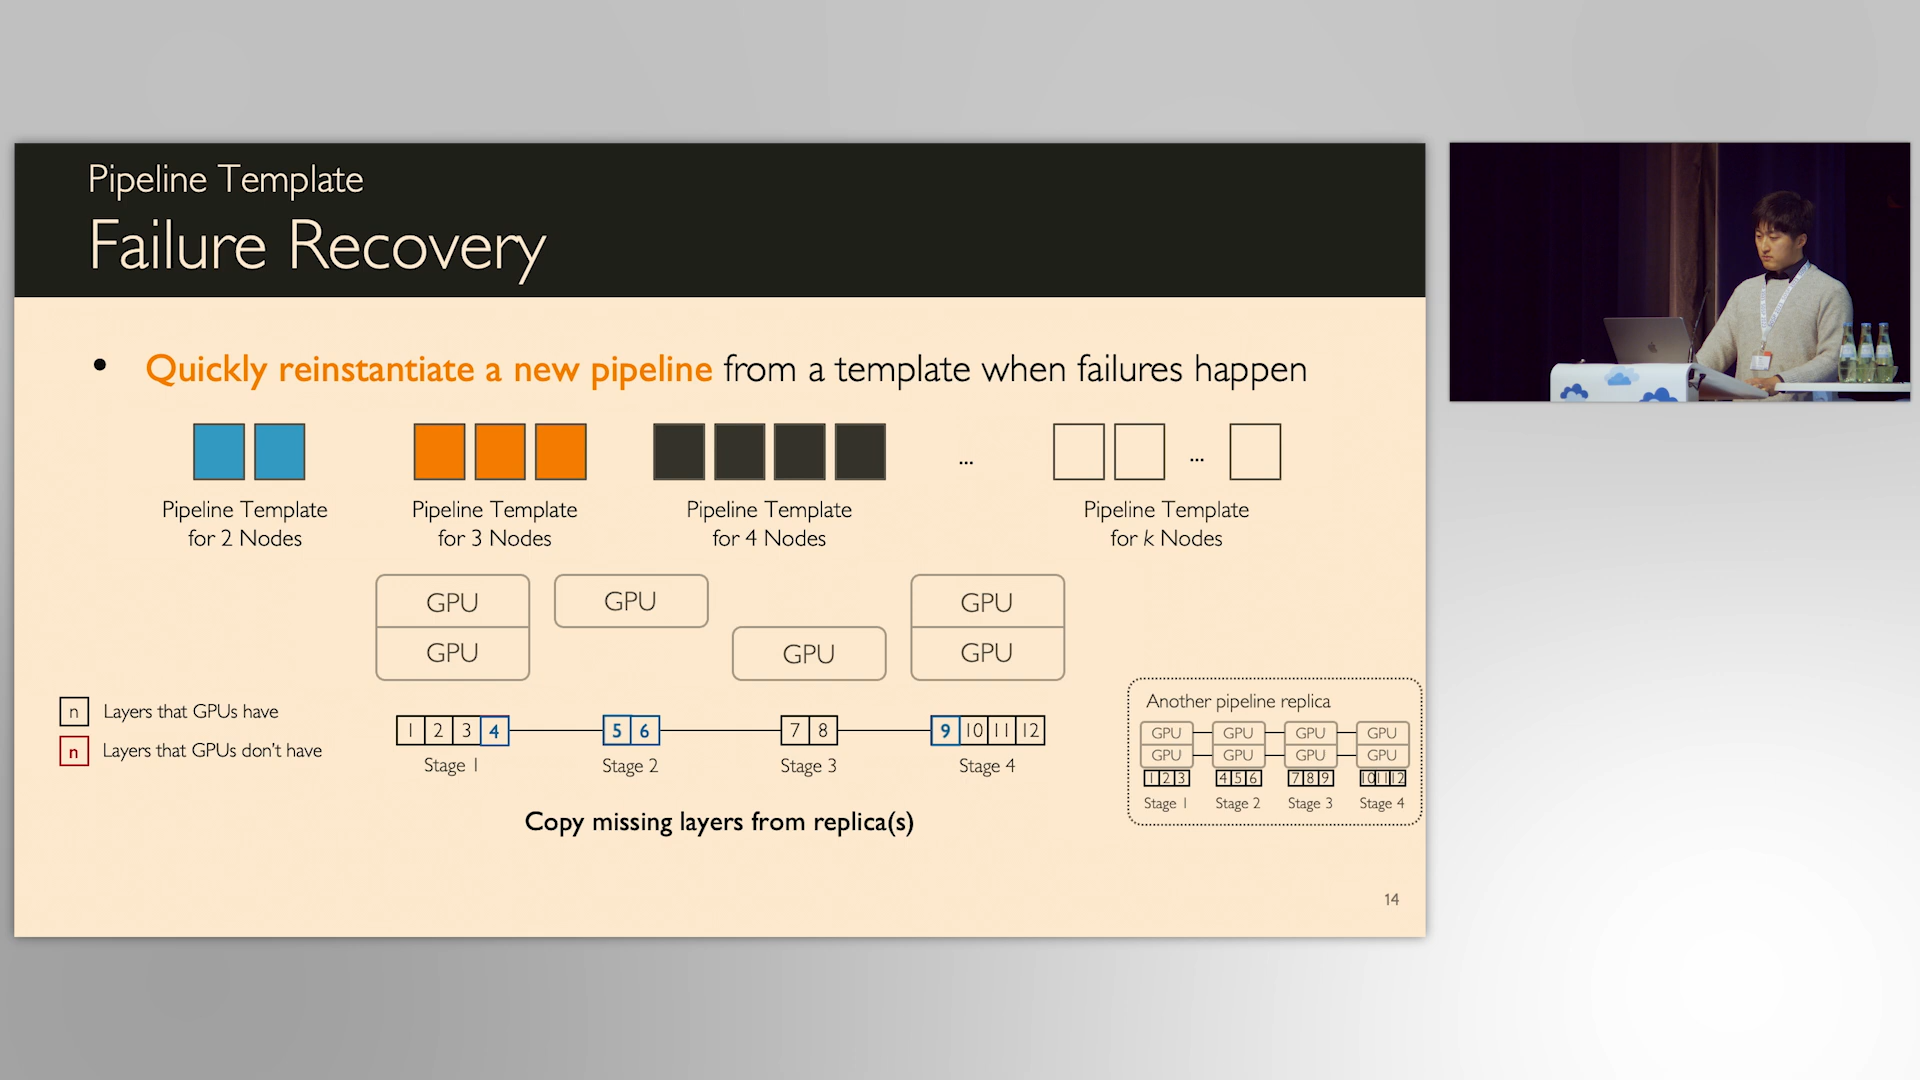 Pipeline Template
Failure Recovery
• Quickly reinstantiate a new pipeline from a template when failures happen
... ...
Pipeline Template for 2 Nodes
Pipeline Template for 3 Nodes
Pipeline Template for 4 Nodes
Pipeline Template for k Nodes
GPU GPU GPU
GPU GPU GPU
n Layers that GPUs have
n Layers that GPUs don't have
1 2 3 4 5 6 7 8 9 10 11 12
Stage 1 Stage 2 Stage 3 Stage 4
Copy missing layers from replica(s)
Another pipeline replica
GPU GPU GPU GPU
GPU GPU GPU GPU
1 2 3 4 5 6 7 8 9 10 11 12
Stage 1 Stage 2 Stage 3 Stage 4
14